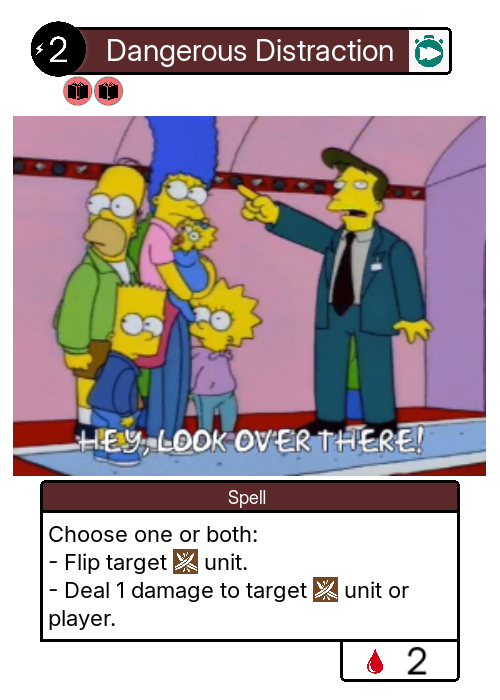 2 Dangerous Distraction
HEY, LOOK OVER THERE!
Spell
Choose one or both:
- Flip target unit.
- Deal 1 damage to target unit or
player.
2